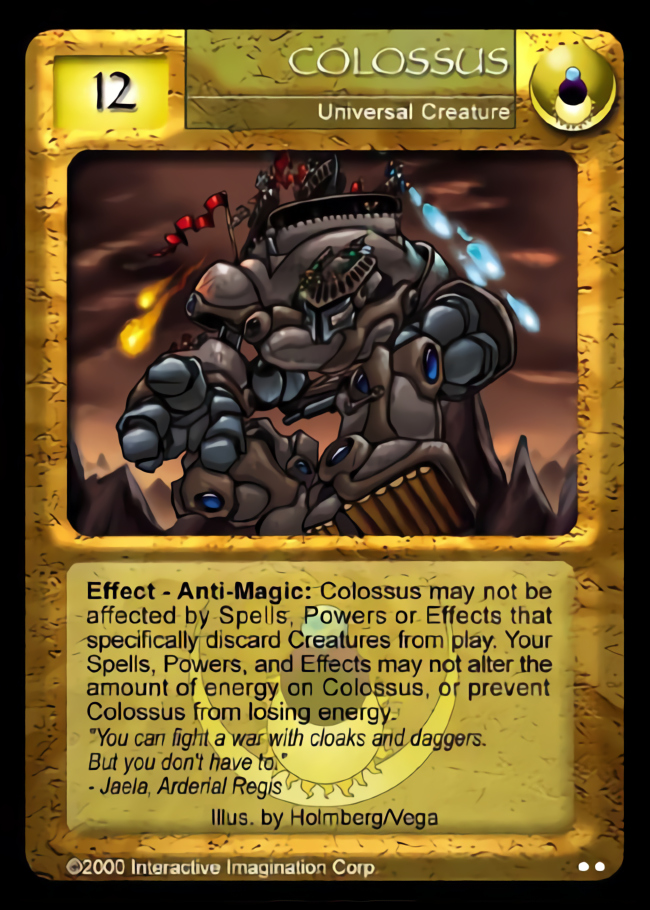 12
COLOSSUS
Universal Creature
Effect - Anti-Magic: Colossus may not be
affected by Spells, Powers or Effects that
specifically discard Creatures from play. Your
Spells, Powers, and Effects may not alter the
amount of energy on Colossus, or prevent
Colossus from losing energy.
"You can fight a war with cloaks and daggers.
But you don't have to."
- Jaela, Arderial Regis
Illus. by Holmberg/Vega
©2000 Interactive Imagination Corp.